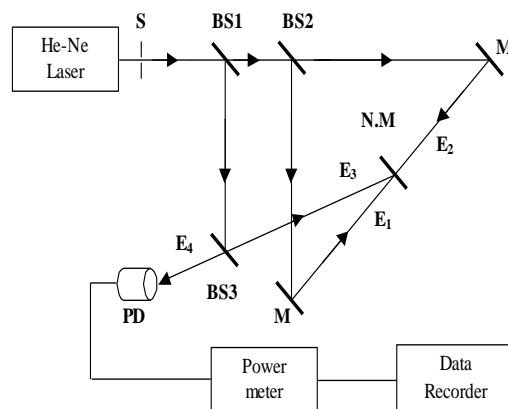 S
BS1
BS2
He-Ne
Laser
M
N.M
E2
E3
E1
E4
BS3
PD
M
Power
meter
Data
Recorder